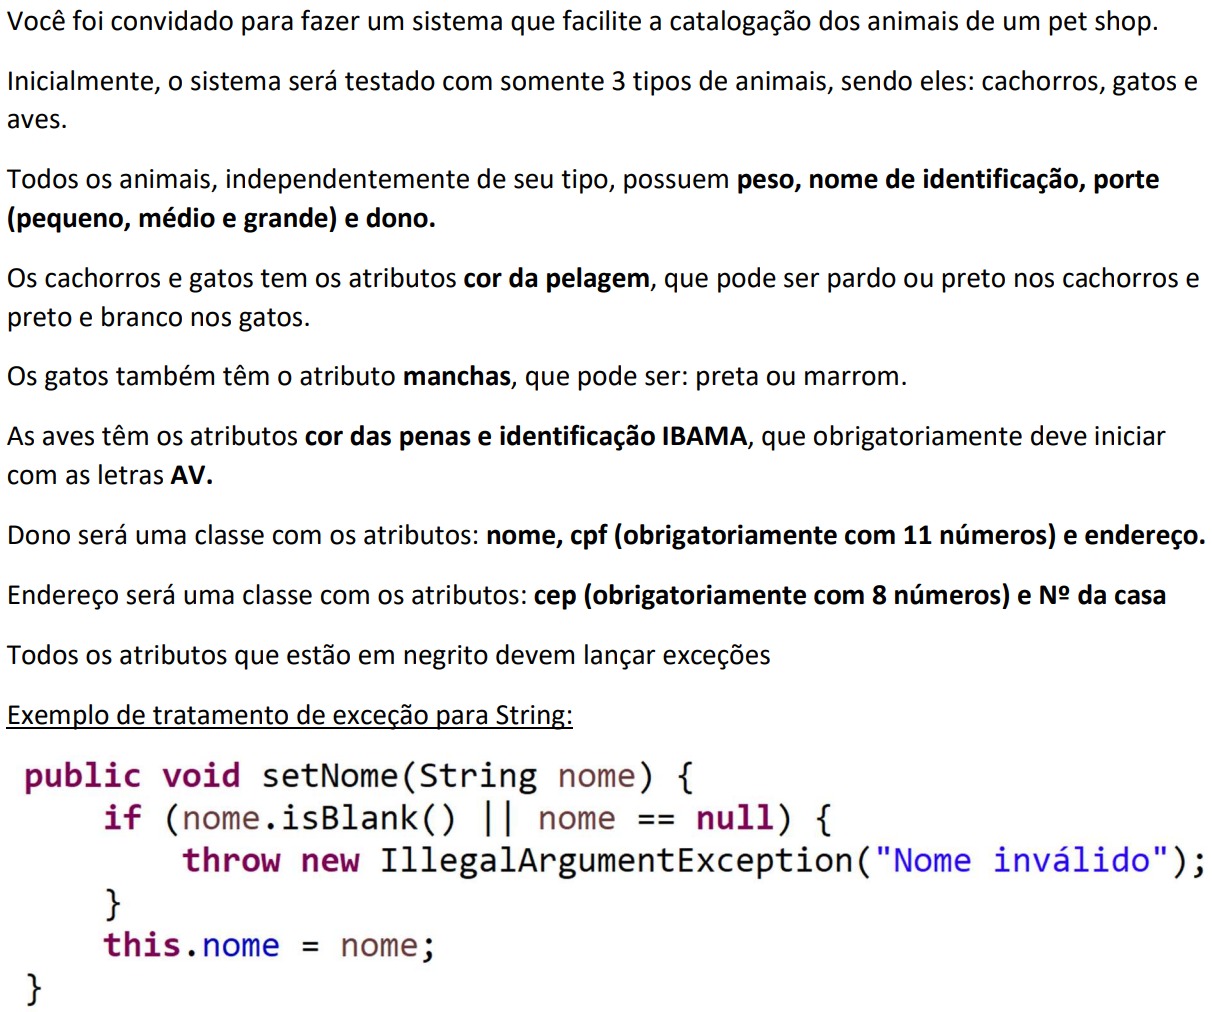 Você foi convidado para fazer um sistema que facilite a catalogação dos animais de um pet shop.
Inicialmente, o sistema será testado com somente 3 tipos de animais, sendo eles: cachorros, gatos e
aves.
Todos os animais, independentemente de seu tipo, possuem peso, nome de identificação, porte
(pequeno, médio e grande) e dono.
Os cachorros e gatos tem os atributos cor da pelagem, que pode ser pardo ou preto nos cachorros e
preto e branco nos gatos.
Os gatos também têm o atributo manchas, que pode ser: preta ou marrom.
As aves têm os atributos cor das penas e identificação IBAMA, que obrigatoriamente deve iniciar
com as letras AV.
Dono será uma classe com os atributos: nome, cpf (obrigatoriamente com 11 números) e endereço.
Endereço será uma classe com os atributos: cep (obrigatoriamente com 8 números) e Nº da casa
Todos os atributos que estão em negrito devem lançar exceções
Exemplo de tratamento de exceção para String:
public void setNome(String nome) {
    if (nome.isBlank() || nome == null) {
        throw new IllegalArgumentException("Nome inválido");
    }
    this.nome = nome;
}